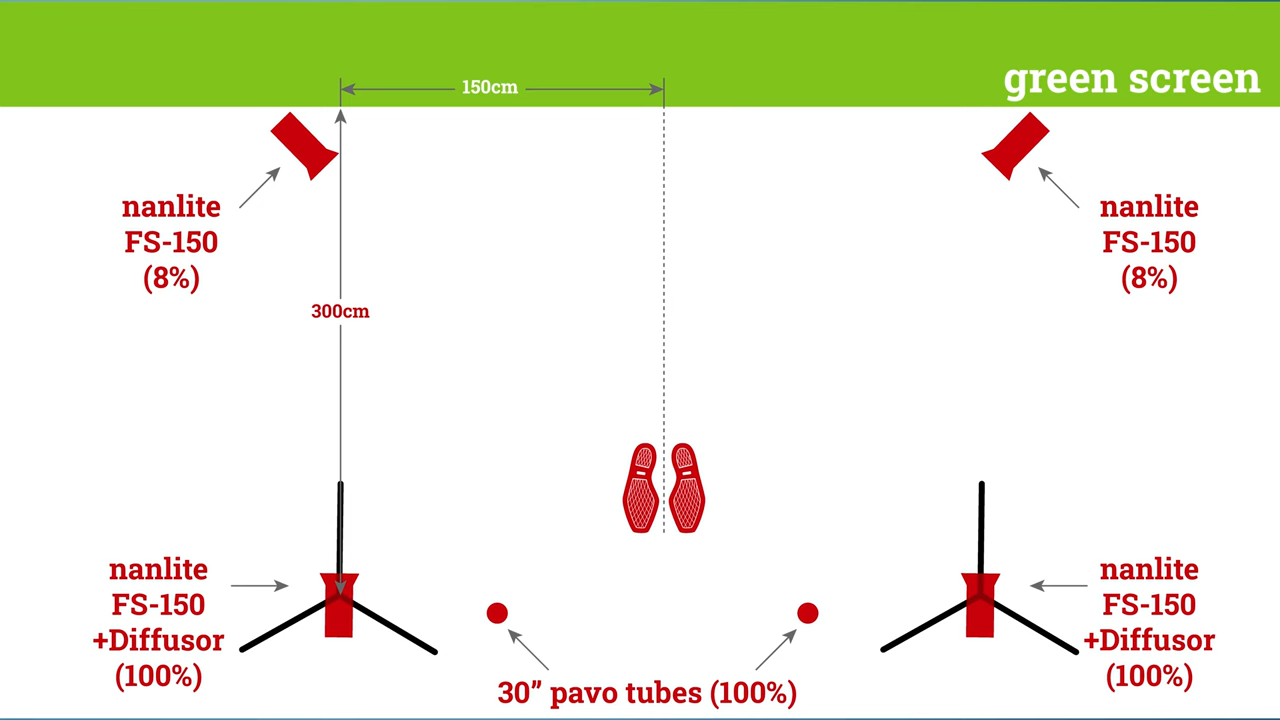 150cm
green screen
nanlite
FS-150
(8%)
nanlite
FS-150
(8%)
300cm
nanlite
FS-150
+Diffusor
(100%)
nanlite
FS-150
+Diffusor
(100%)
30” pavo tubes (100%)